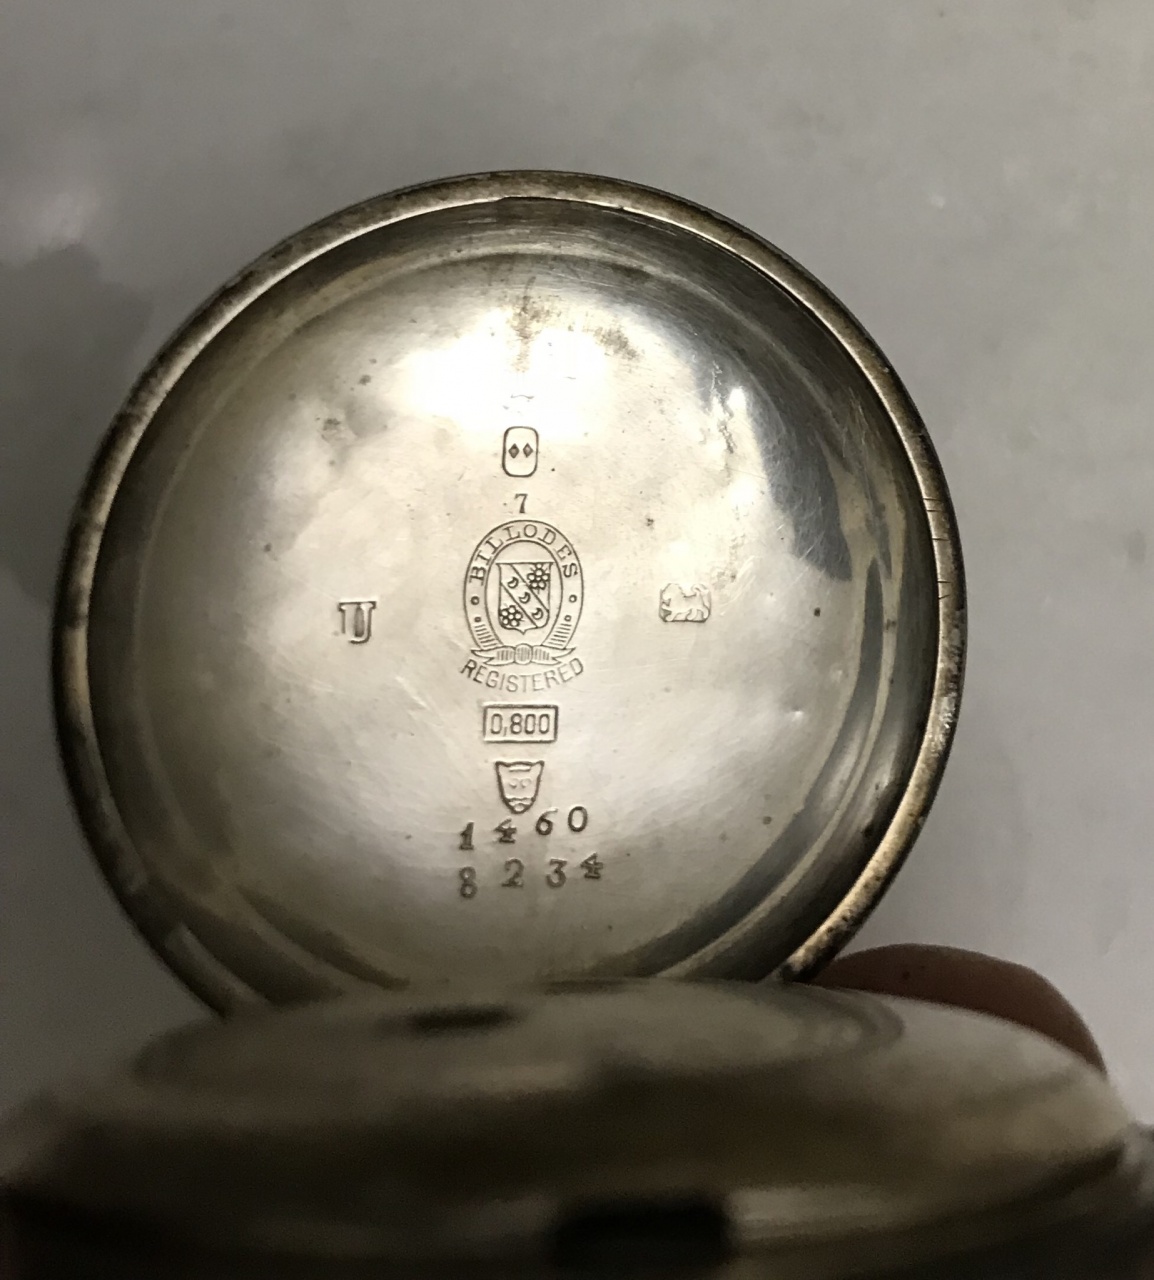 7
BILLODES
U
REGISTERED
0,800
1460
8234